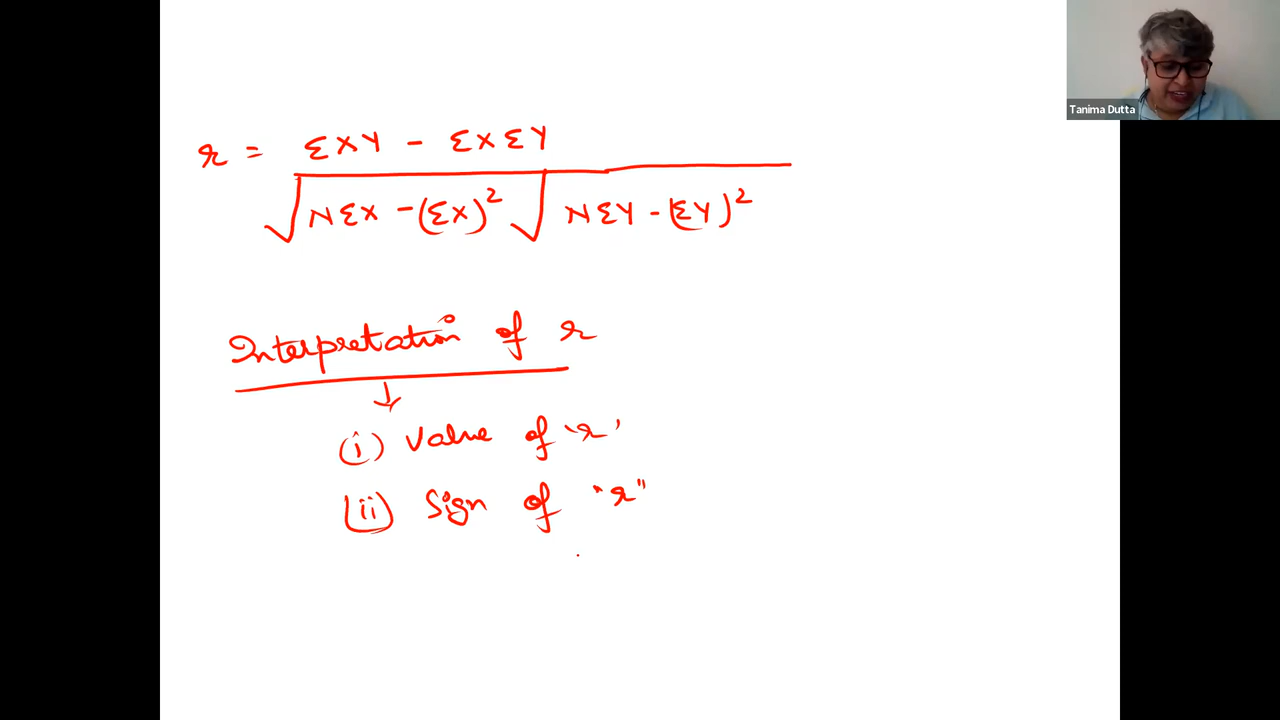 Tanima Dutta
r = ΣXY - ΣXΣY
√NΣX - (ΣX)² √NΣY - (ΣY)²
Interpretation of r
↓
(i) Value of 'r'
(ii) Sign of "r"